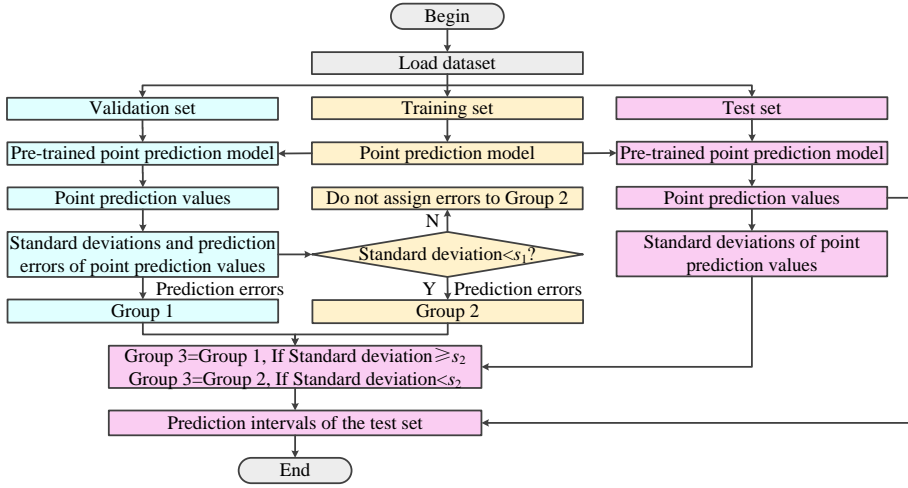 Begin
Load dataset
Validation set
Training set
Test set
Pre-trained point prediction model
Point prediction model
Pre-trained point prediction model
Point prediction values
Do not assign errors to Group 2
Point prediction values
N
Standard deviations and prediction
errors of point prediction values
Standard deviation<s₁?
Standard deviations of point
prediction values
Prediction errors
Y
Prediction errors
Group 1
Group 2
Group 3=Group 1, If Standard deviation≥s₂
Group 3=Group 2, If Standard deviation<s₂
Prediction intervals of the test set
End